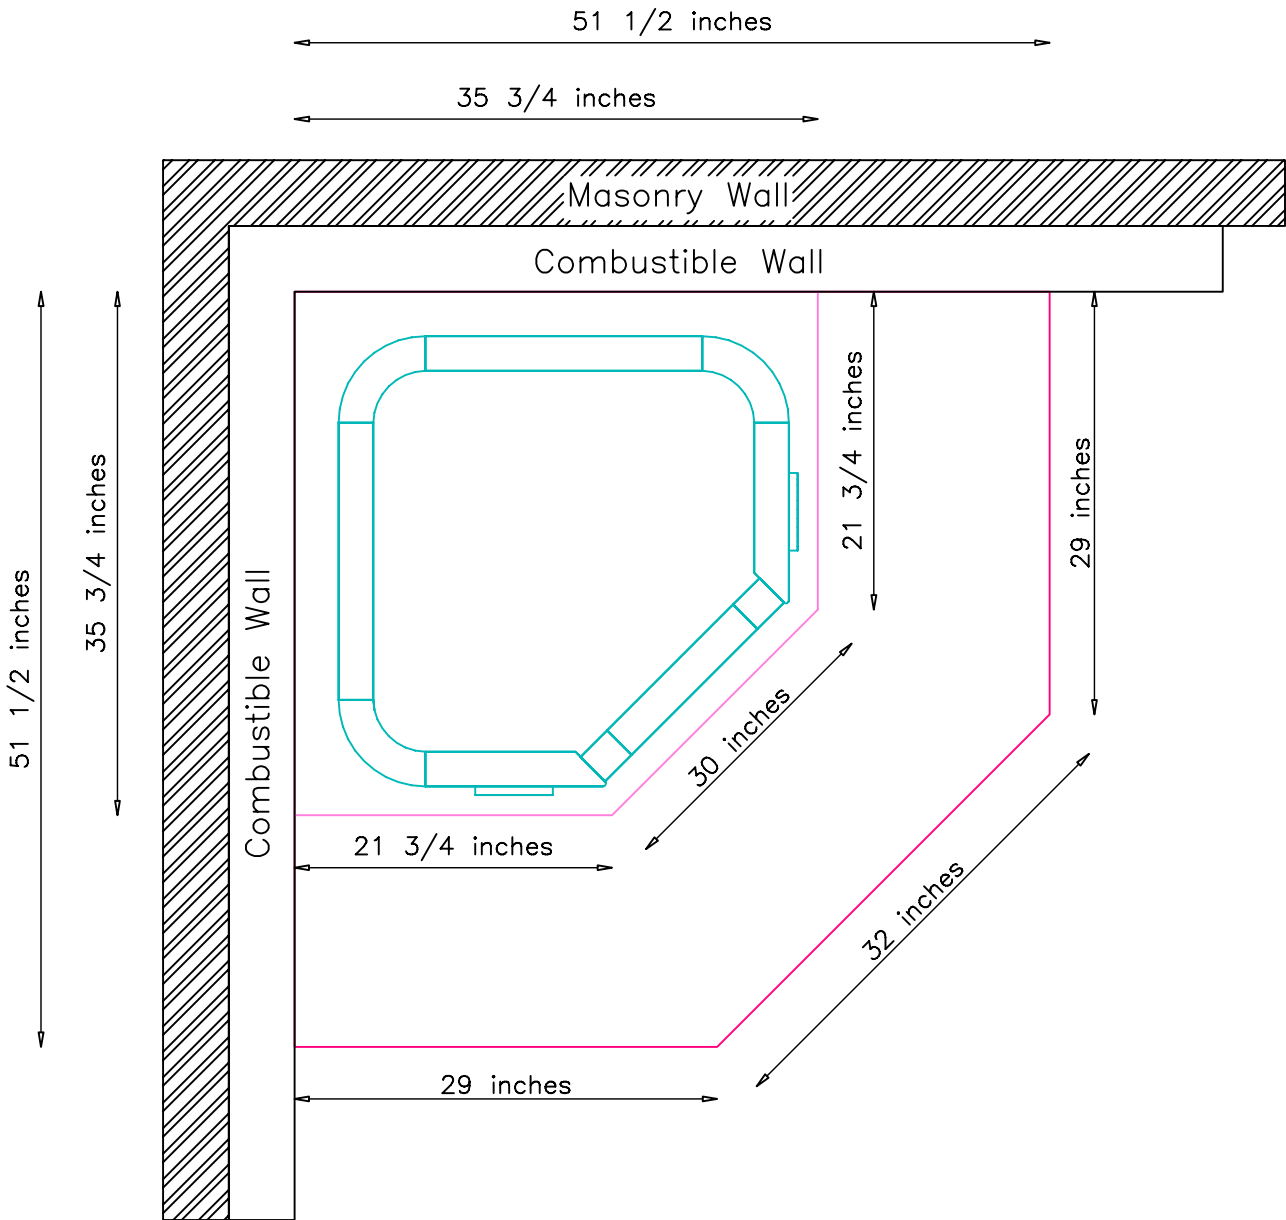 51 1/2 inches
35 3/4 inches
Masonry Wall
Combustible Wall
21 3/4 inches
29 inches
35 3/4 inches
51 1/2 inches
Combustible Wall
30 inches
21 3/4 inches
32 inches
29 inches